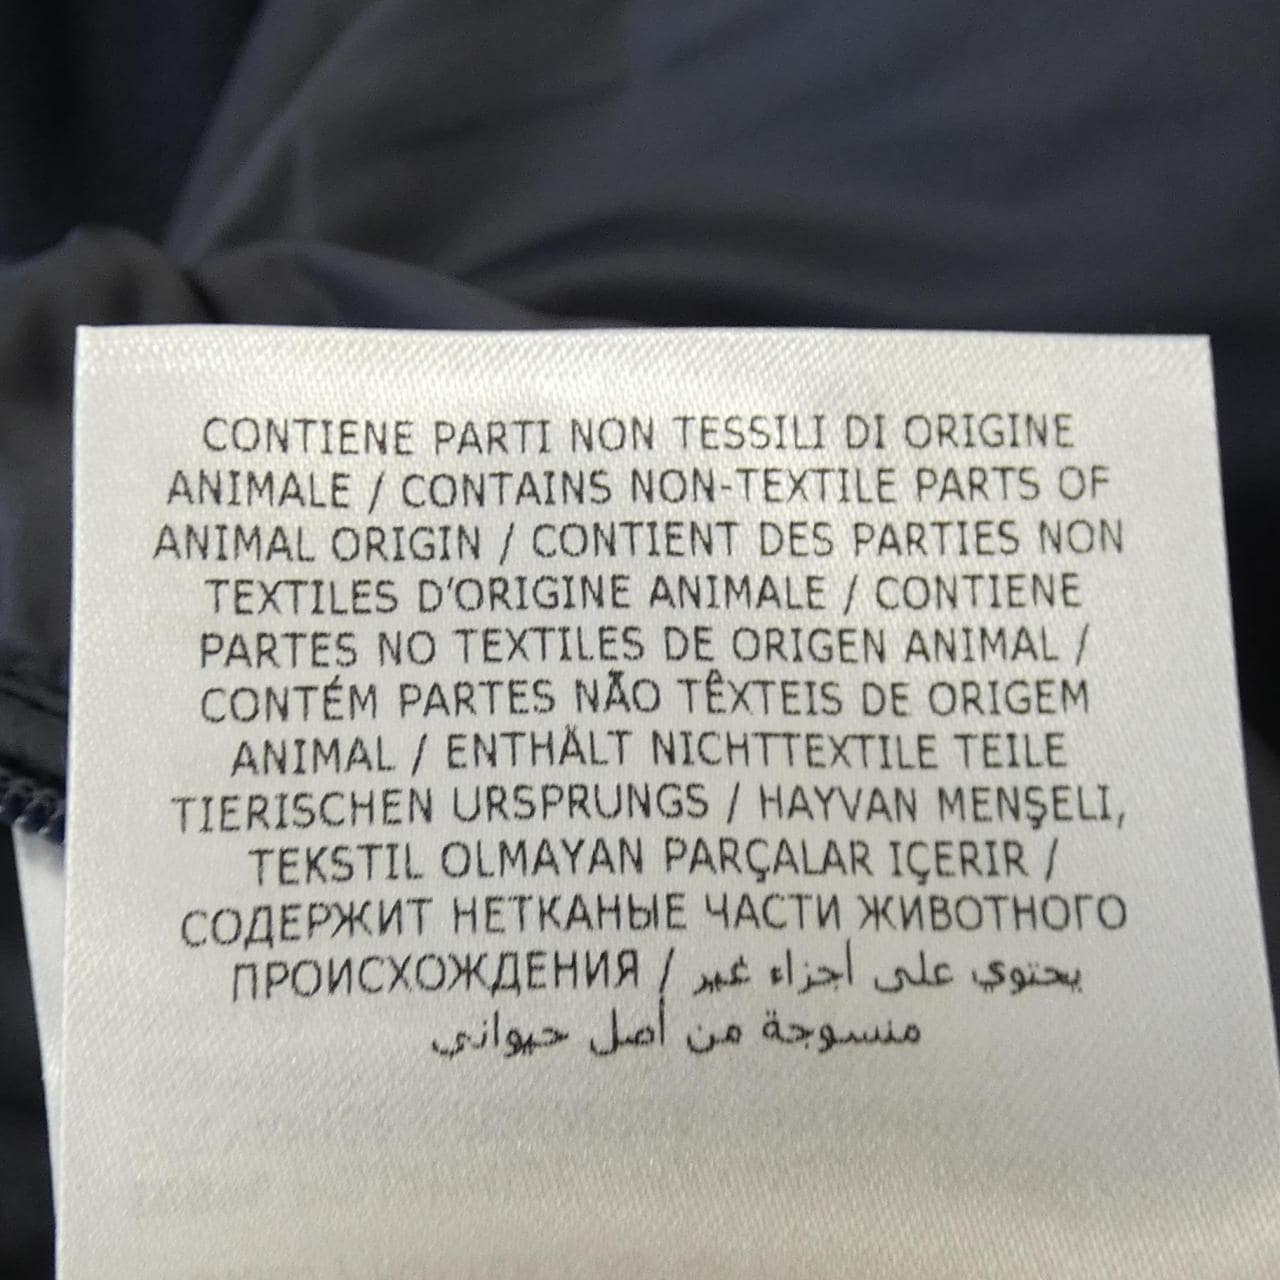 CONTIENE PARTI NON TESSILI DI ORIGINE
ANIMALE / CONTAINS NON-TEXTILE PARTS OF
ANIMAL ORIGIN / CONTIENT DES PARTIES NON
TEXTILES D'ORIGINE ANIMALE / CONTIENE
PARTES NO TEXTILES DE ORIGEN ANIMAL /
CONTÉM PARTES NÃO TÊXTEIS DE ORIGEM
ANIMAL / ENTHÄLT NICHTTEXTILE TEILE
TIERISCHEN URSPRUNGS / HAYVAN MENŞELI,
TEKSTIL OLMAYAN PARÇALAR IÇERIR /
СОДЕРЖИТ НЕТКАНЫЕ ЧАСТИ ЖИВОТНОГО
ПРОИСХОЖДЕНИЯ / يحتوي على أجزاء غير
منسوجة من أصل حيواني